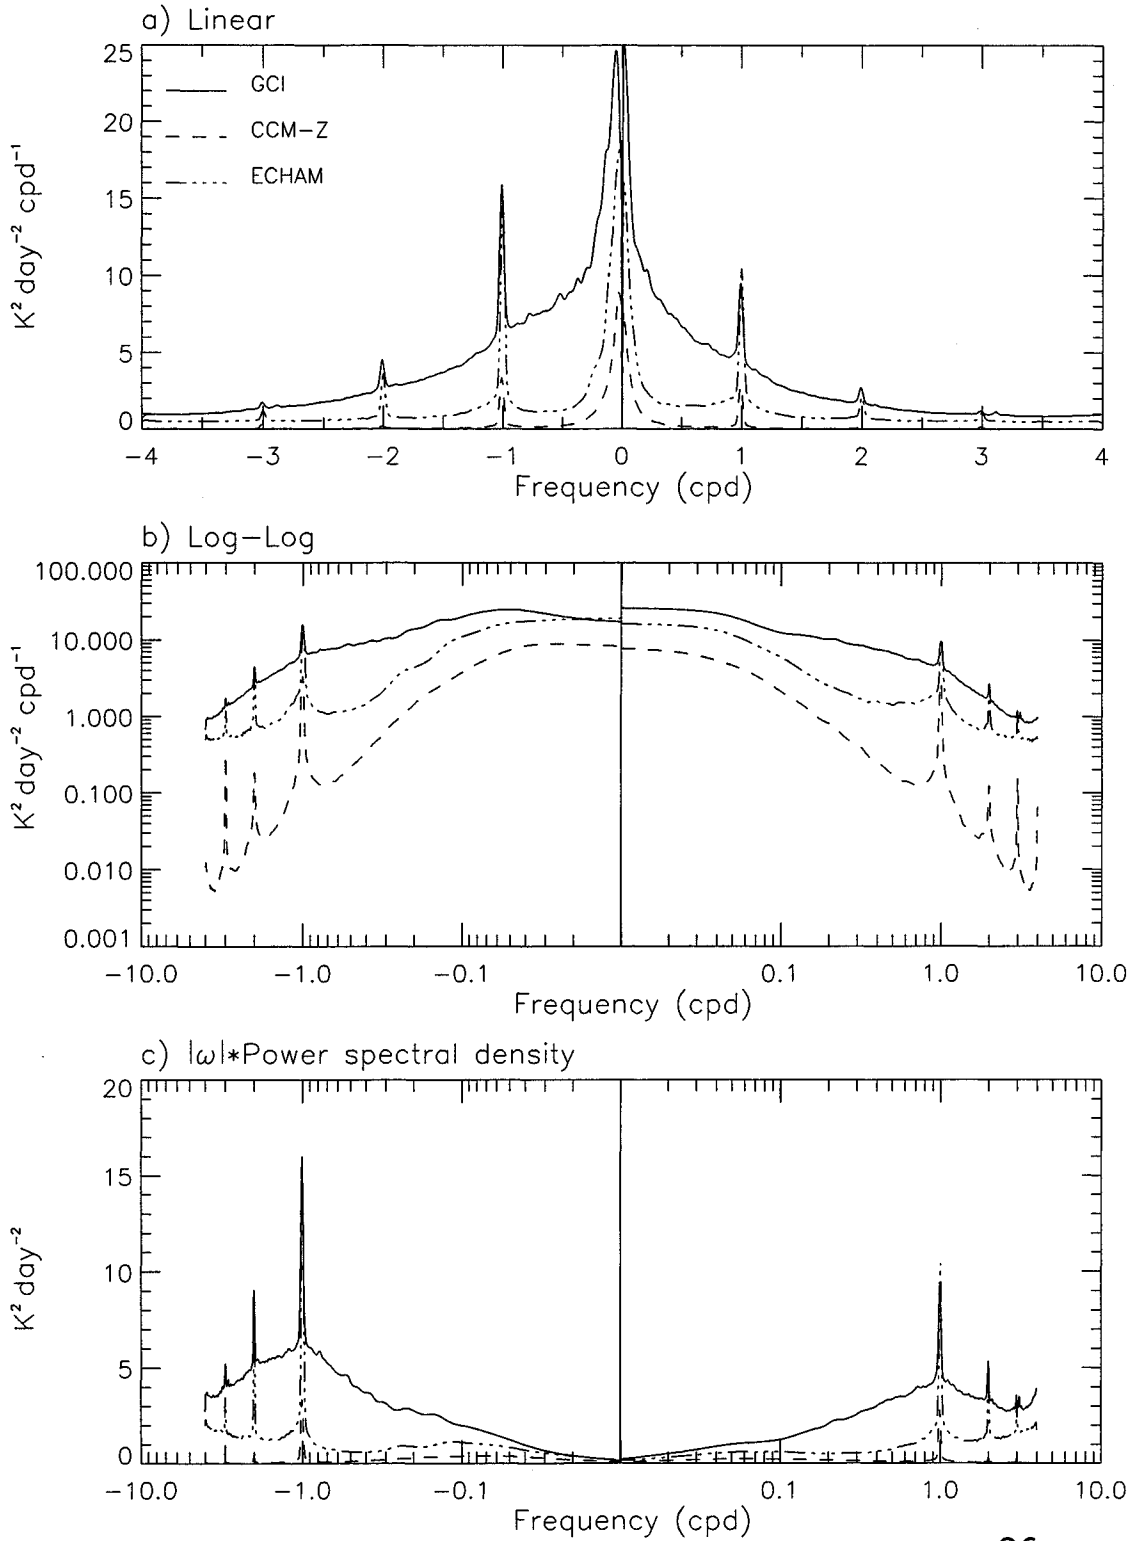 a) Linear
25
20
15
10
5
0
K² day⁻² cpd⁻¹
GCI
CCM-Z
ECHAM
-4 -3 -2 -1 0 1 2 3 4
Frequency (cpd)
b) Log-Log
100.000
10.000
1.000
0.100
0.010
0.001
K² day⁻² cpd⁻¹
-10.0 -1.0 -0.1 0.1 1.0 10.0
Frequency (cpd)
c) |ω|*Power spectral density
20
15
10
5
0
K² day⁻²
-10.0 -1.0 -0.1 0.1 1.0 10.0
Frequency (cpd)